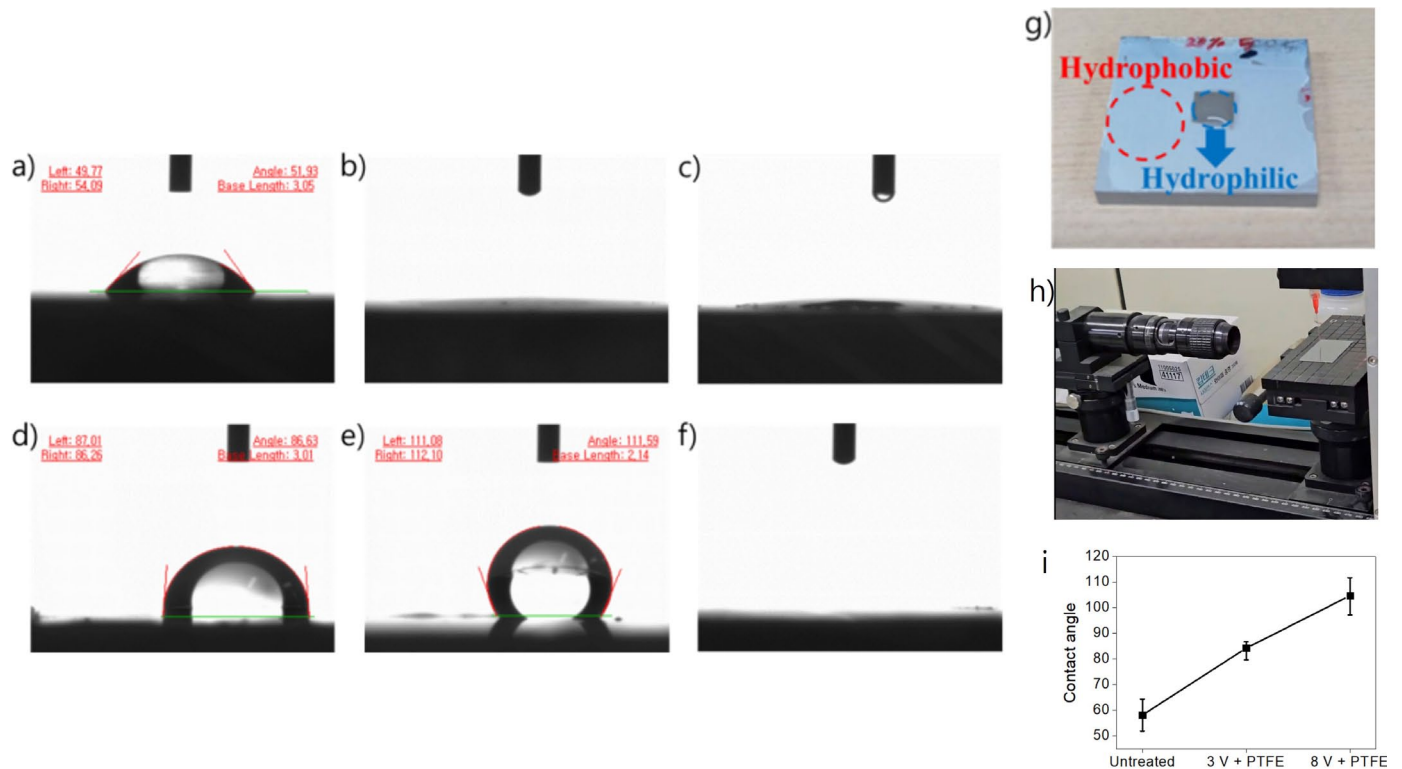 a)
Left: 49,77
Right: 54,09
Angle: 51,93
Base Length: 3,05
b)
c)
d)
Left: 87,01
Right: 86,26
Angle: 86,63
Base Length: 3,01
e)
Left: 111,08
Right: 112,10
Angle: 111,59
Base Length: 2,14
f)
g)
Hydrophobic
Hydrophilic
h)
41117
i
Contact angle
120
110
100
90
80
70
60
50
Untreated
3 V + PTFE
8 V + PTFE